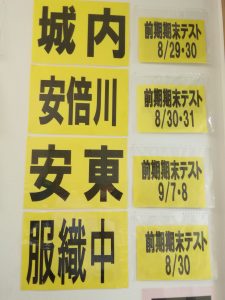 城内
前期期末テスト
8/29・30
安倍川
前期期末テスト
8/30・31
安東
前期期末テスト
9/7・8
服織中
前期期末テスト
8/30